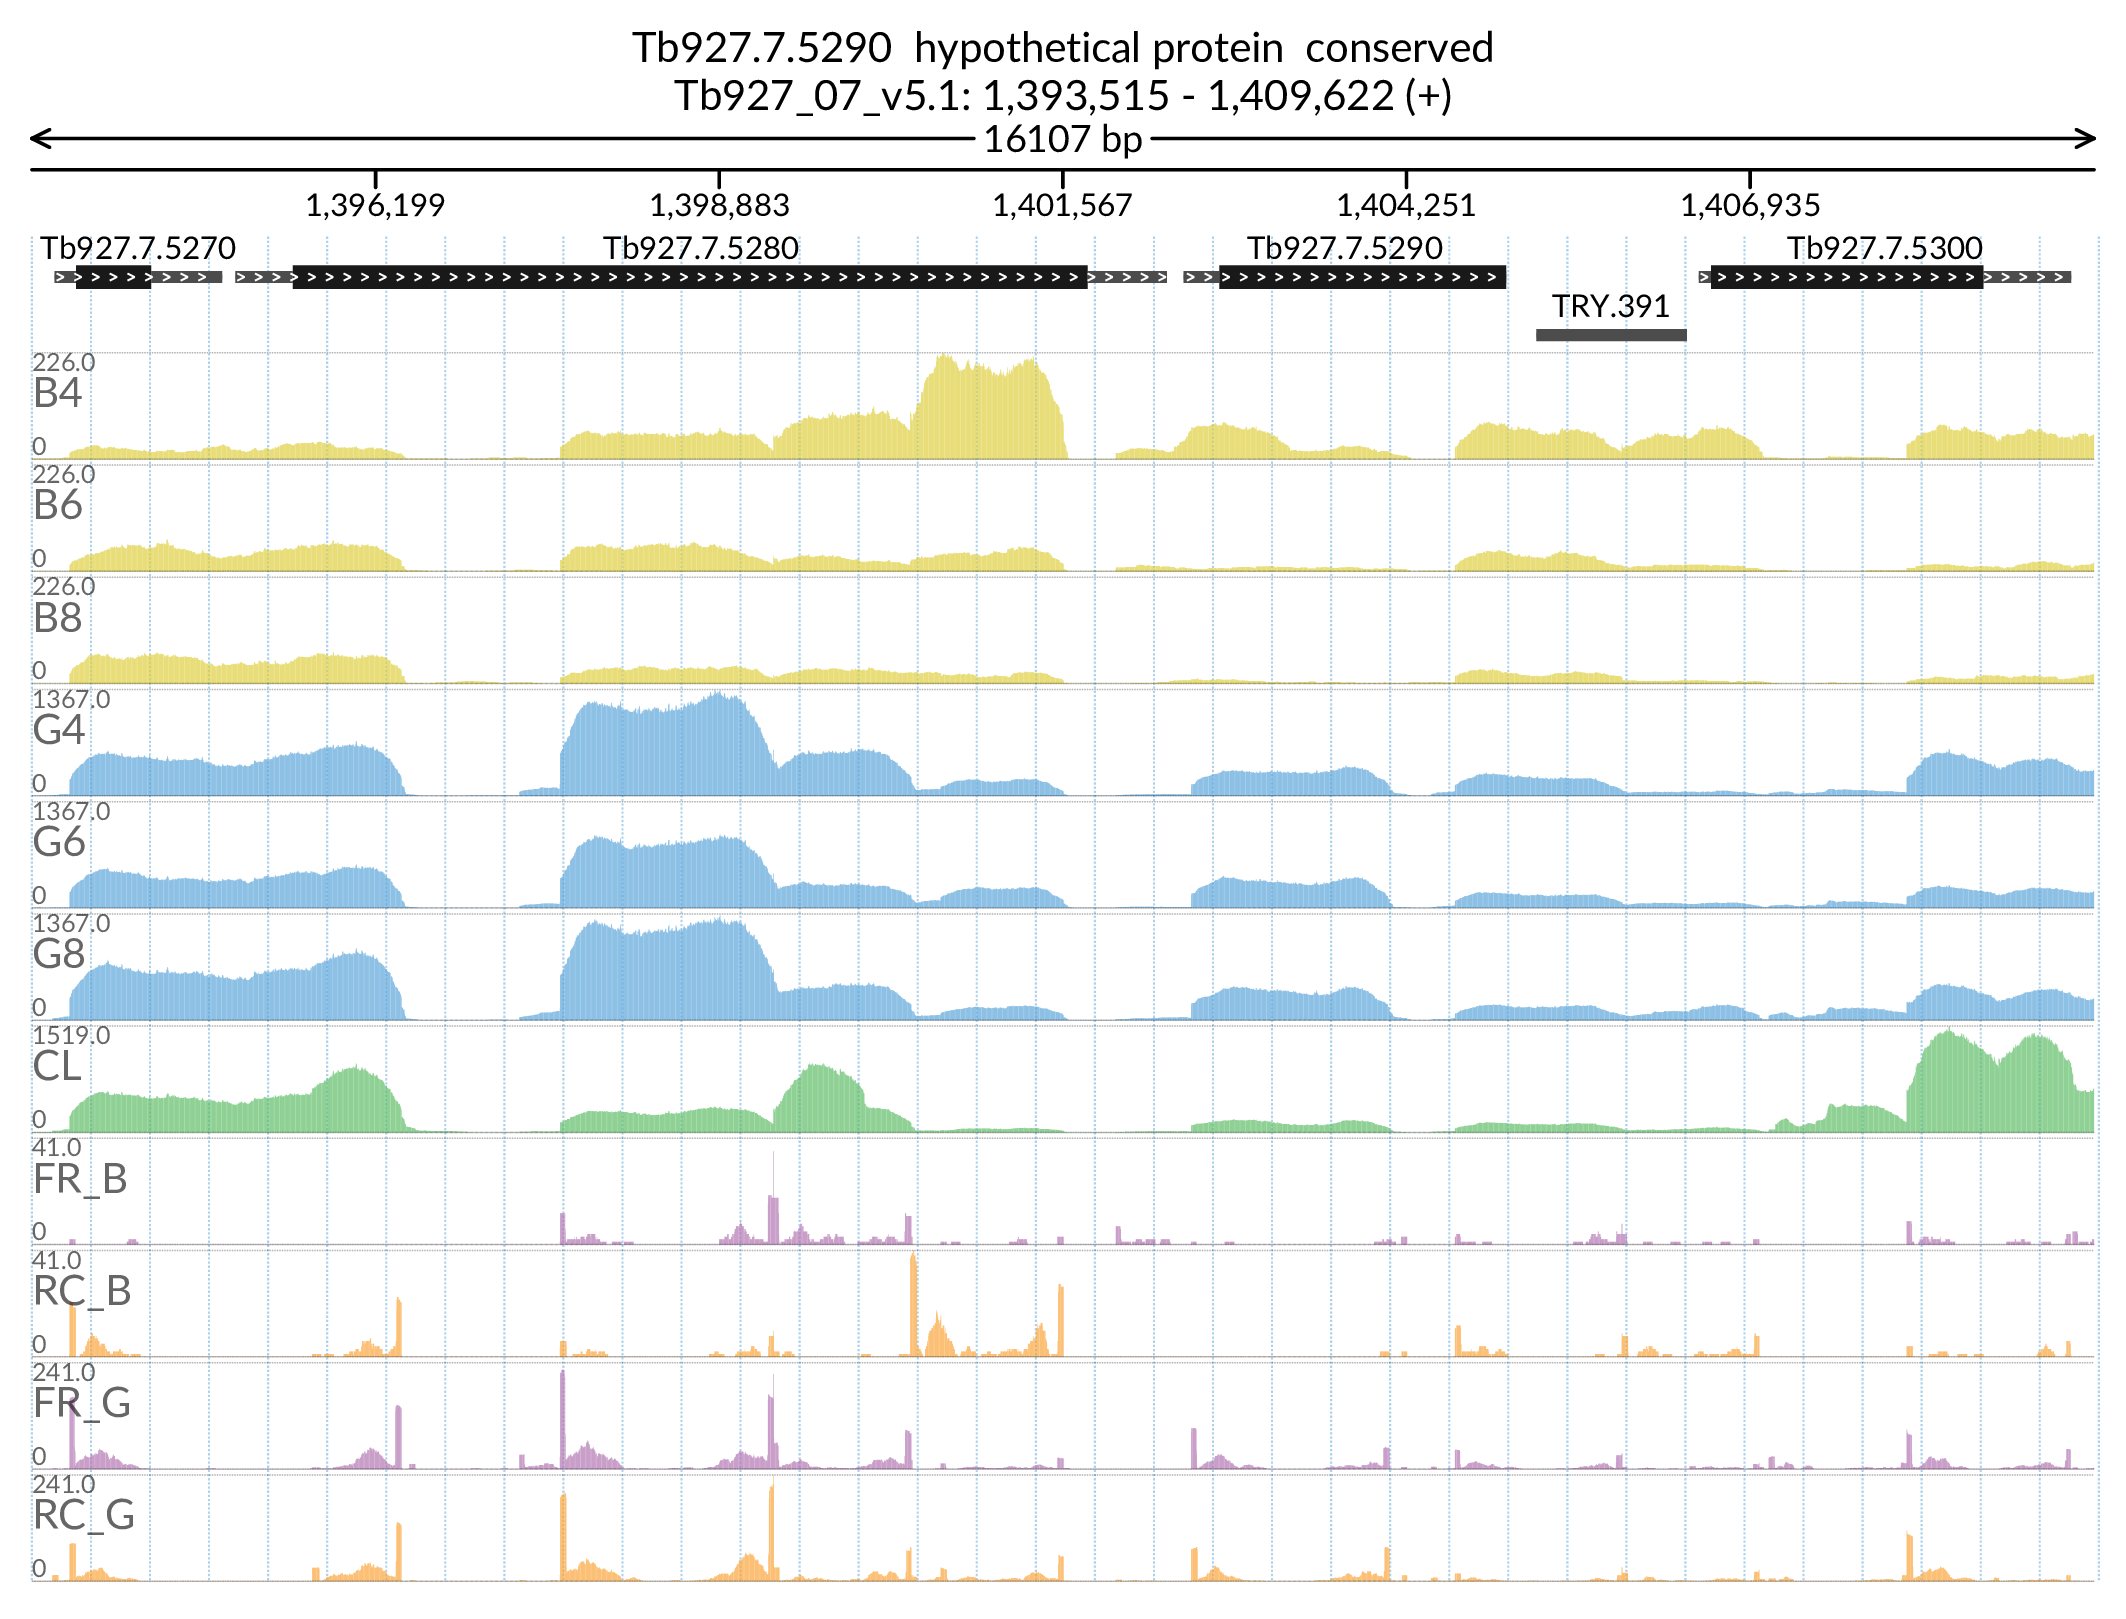 Tb927.7.5290  hypothetical protein  conserved
Tb927_07_v5.1: 1,393,515 - 1,409,622 (+)
16107 bp
1,396,199 1,398,883 1,401,567 1,404,251 1,406,935
Tb927.7.5270 Tb927.7.5280 Tb927.7.5290 Tb927.7.5300
TRY.391
226.0
B4
0
226.0
B6
0
226.0
B8
0
1367.0
G4
0
1367.0
G6
0
1367.0
G8
0
1519.0
CL
0
41.0
FR_B
0
41.0
RC_B
0
241.0
FR_G
0
241.0
RC_G
0